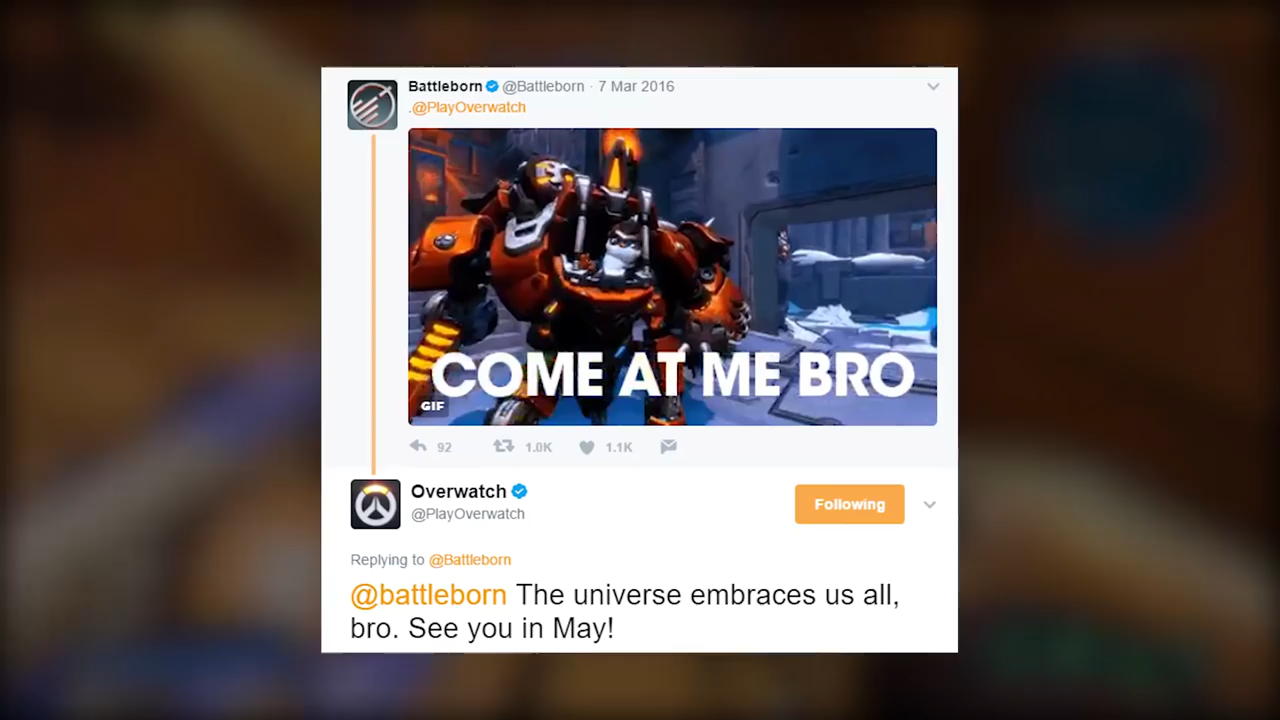 Battleborn @Battleborn · 7 Mar 2016
.@PlayOverwatch
COME AT ME BRO
GIF
92 1.0K 1.1K
Overwatch
@PlayOverwatch
Following
Replying to @Battleborn
@battleborn The universe embraces us all,
bro. See you in May!